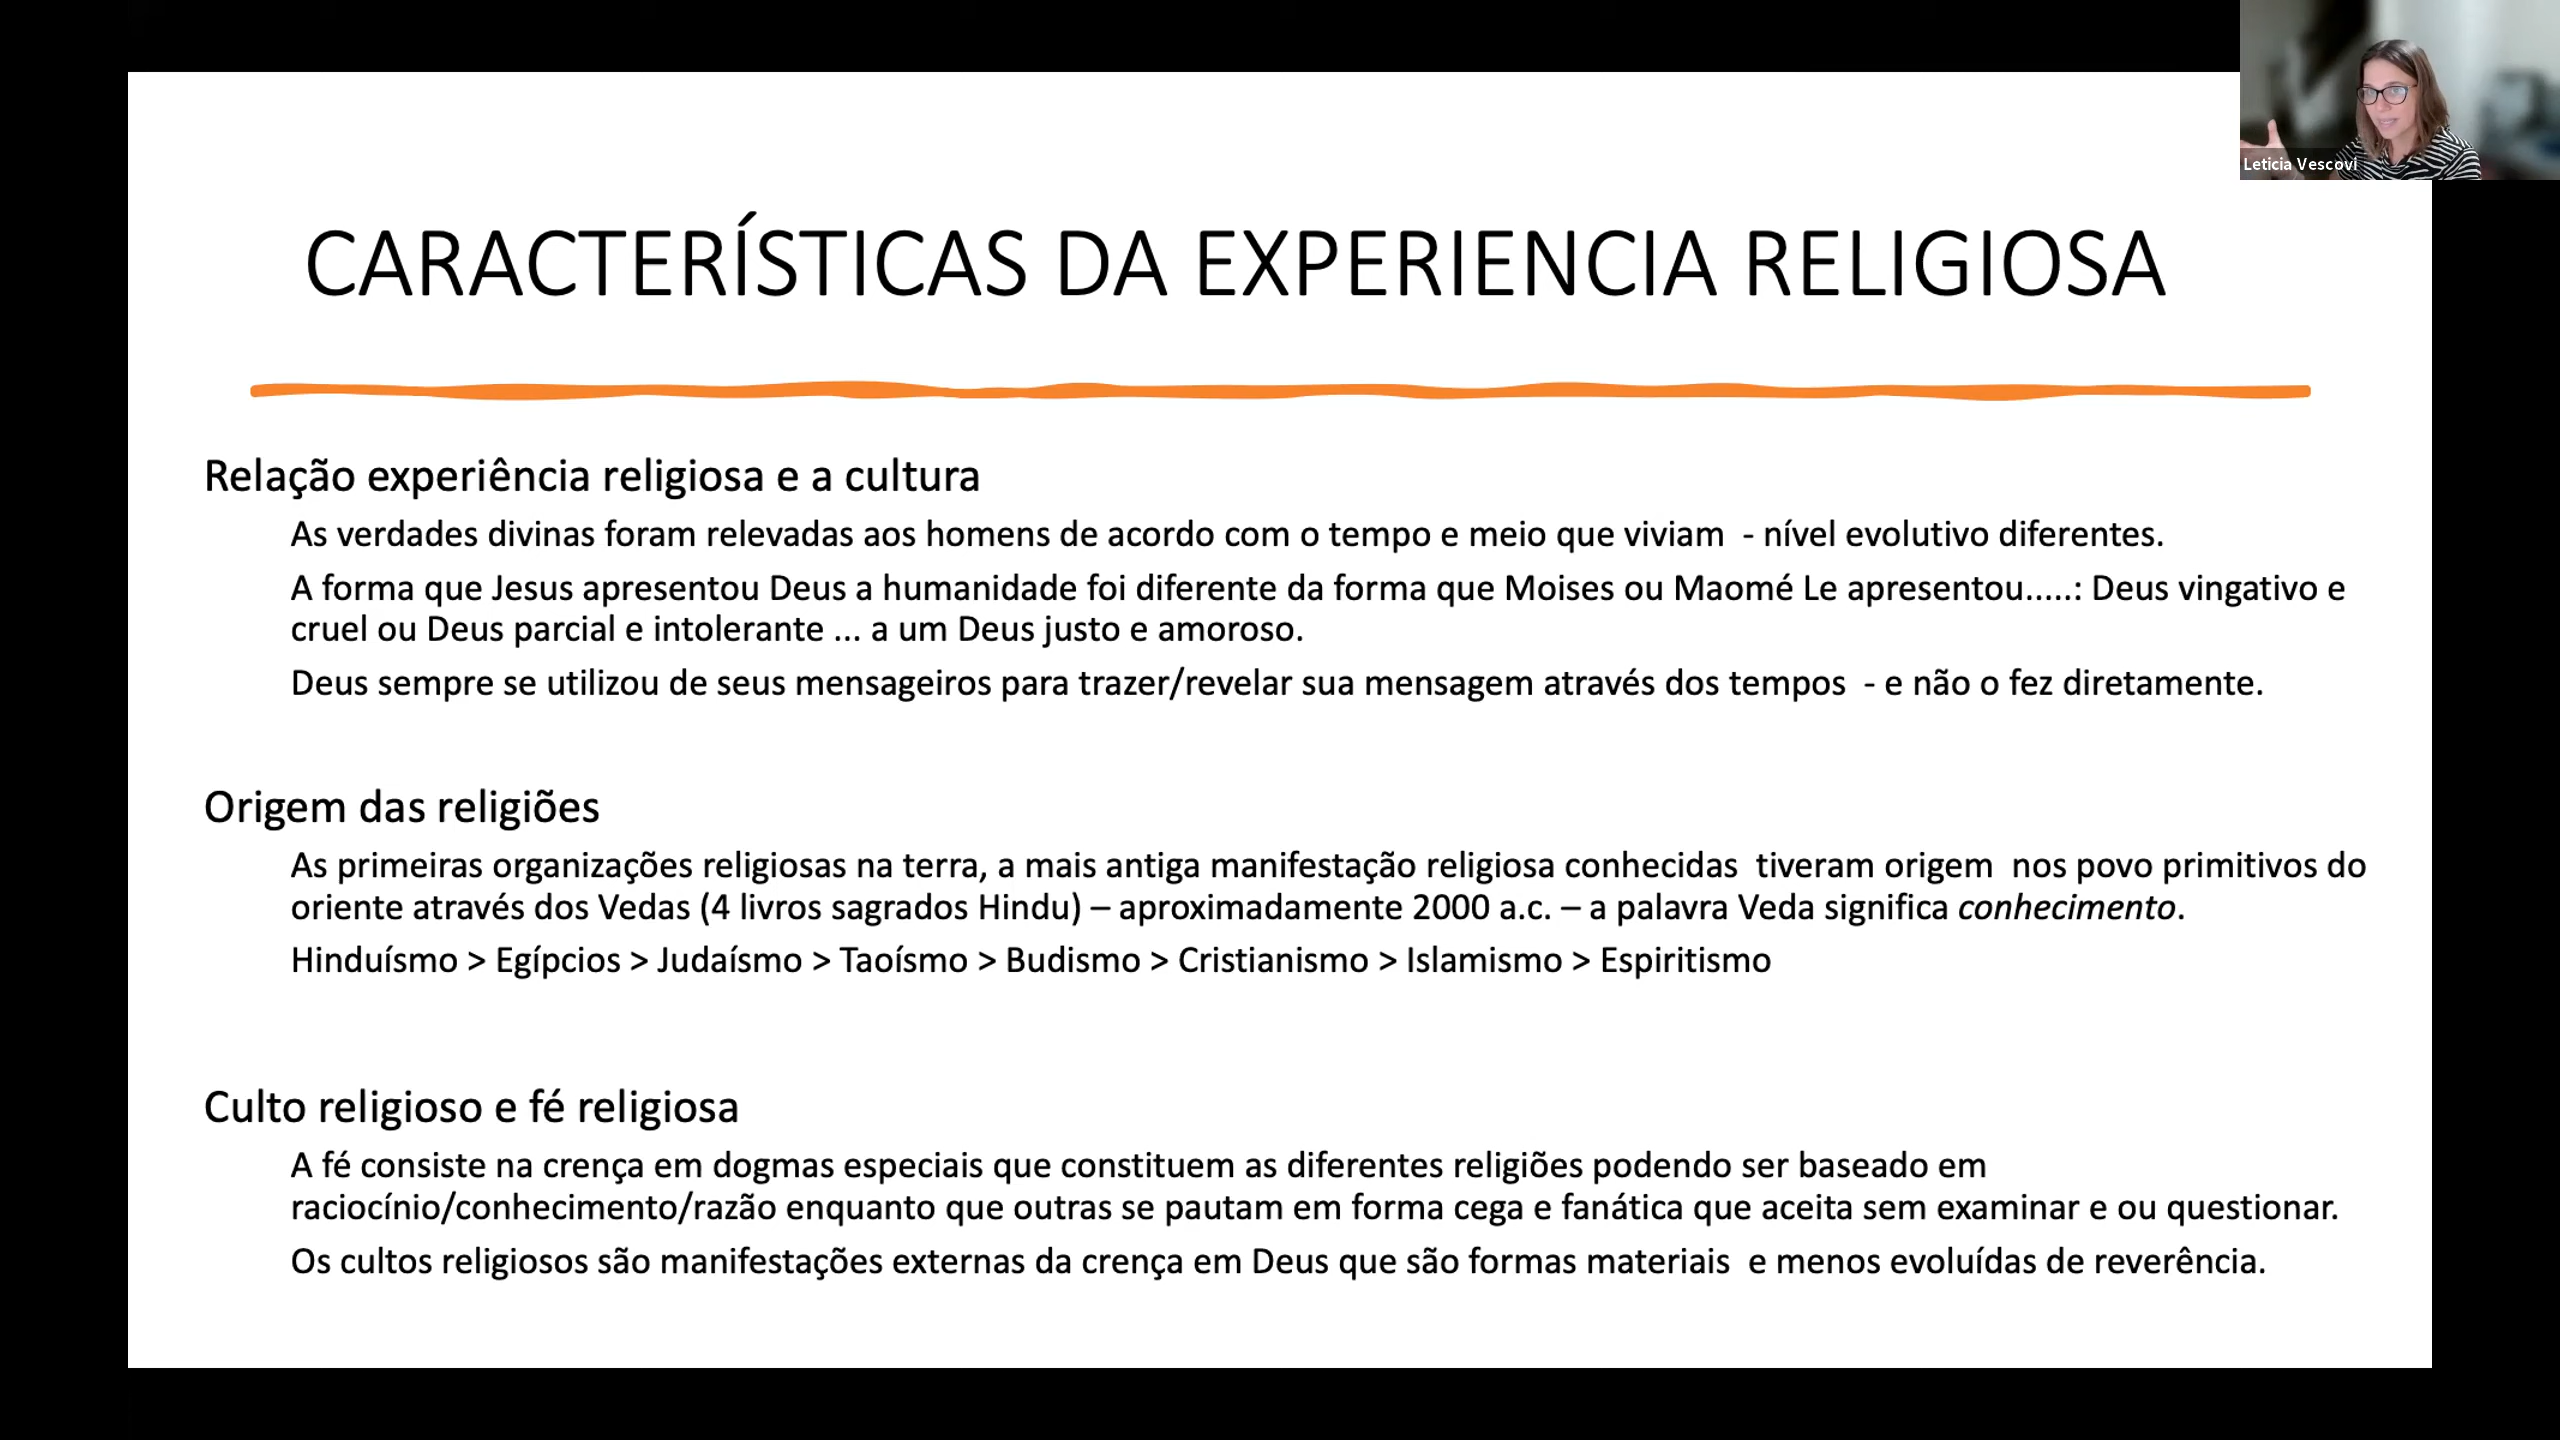 Leticia Vescovi
CARACTERÍSTICAS DA EXPERIENCIA RELIGIOSA
Relação experiência religiosa e a cultura
As verdades divinas foram relevadas aos homens de acordo com o tempo e meio que viviam  - nível evolutivo diferentes.
A forma que Jesus apresentou Deus a humanidade foi diferente da forma que Moises ou Maomé Le apresentou.....: Deus vingativo e
cruel ou Deus parcial e intolerante ... a um Deus justo e amoroso.
Deus sempre se utilizou de seus mensageiros para trazer/revelar sua mensagem através dos tempos  - e não o fez diretamente.
Origem das religiões
As primeiras organizações religiosas na terra, a mais antiga manifestação religiosa conhecidas  tiveram origem  nos povo primitivos do
oriente através dos Vedas (4 livros sagrados Hindu) – aproximadamente 2000 a.c. – a palavra Veda significa conhecimento.
Hinduísmo > Egípcios > Judaísmo > Taoísmo > Budismo > Cristianismo > Islamismo > Espiritismo
Culto religioso e fé religiosa
A fé consiste na crença em dogmas especiais que constituem as diferentes religiões podendo ser baseado em
raciocínio/conhecimento/razão enquanto que outras se pautam em forma cega e fanática que aceita sem examinar e ou questionar.
Os cultos religiosos são manifestações externas da crença em Deus que são formas materiais  e menos evoluídas de reverência.